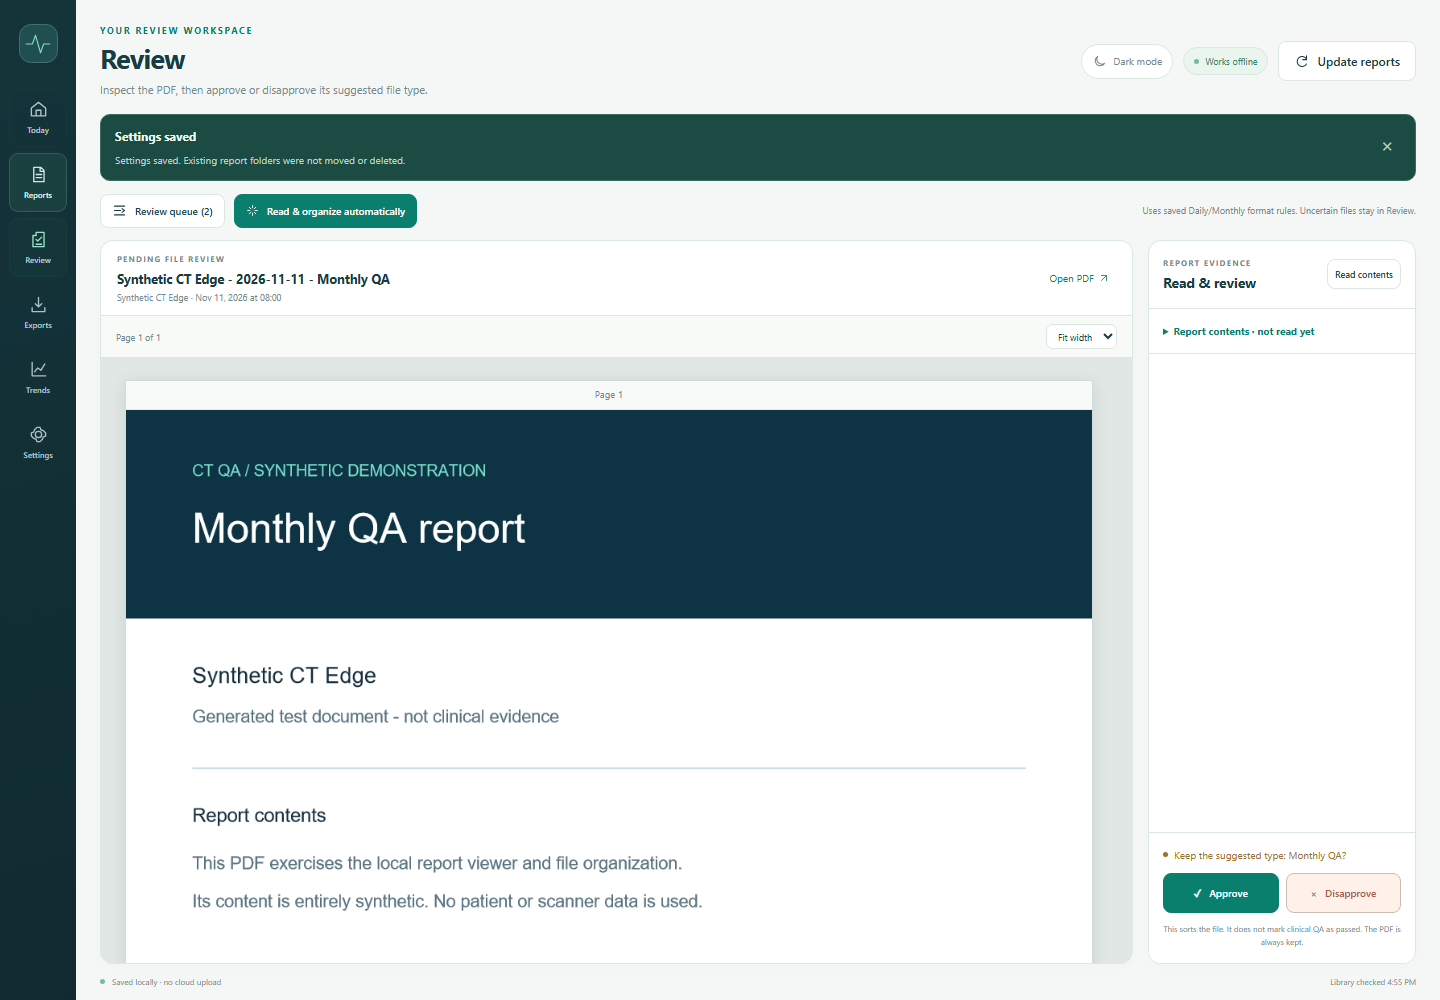 YOUR REVIEW WORKSPACE
Review
Inspect the PDF, then approve or disapprove its suggested file type.
Dark mode
Works offline
Update reports
Today
Reports
Review
Exports
Trends
Settings
Settings saved
Settings saved. Existing report folders were not moved or deleted.
Review queue (2)
Read & organize automatically
Uses saved Daily/Monthly format rules. Uncertain files stay in Review.
PENDING FILE REVIEW
Synthetic CT Edge - 2026-11-11 - Monthly QA
Synthetic CT Edge · Nov 11, 2026 at 08:00
Open PDF
Page 1 of 1
Fit width
Page 1
CT QA / SYNTHETIC DEMONSTRATION
Monthly QA report
Synthetic CT Edge
Generated test document - not clinical evidence
Report contents
This PDF exercises the local report viewer and file organization.
Its content is entirely synthetic. No patient or scanner data is used.
REPORT EVIDENCE
Read & review
Read contents
Report contents · not read yet
Keep the suggested type: Monthly QA?
Approve
Disapprove
This sorts the file. It does not mark clinical QA as passed. The PDF is
always kept.
Saved locally · no cloud upload
Library checked 4:55 PM